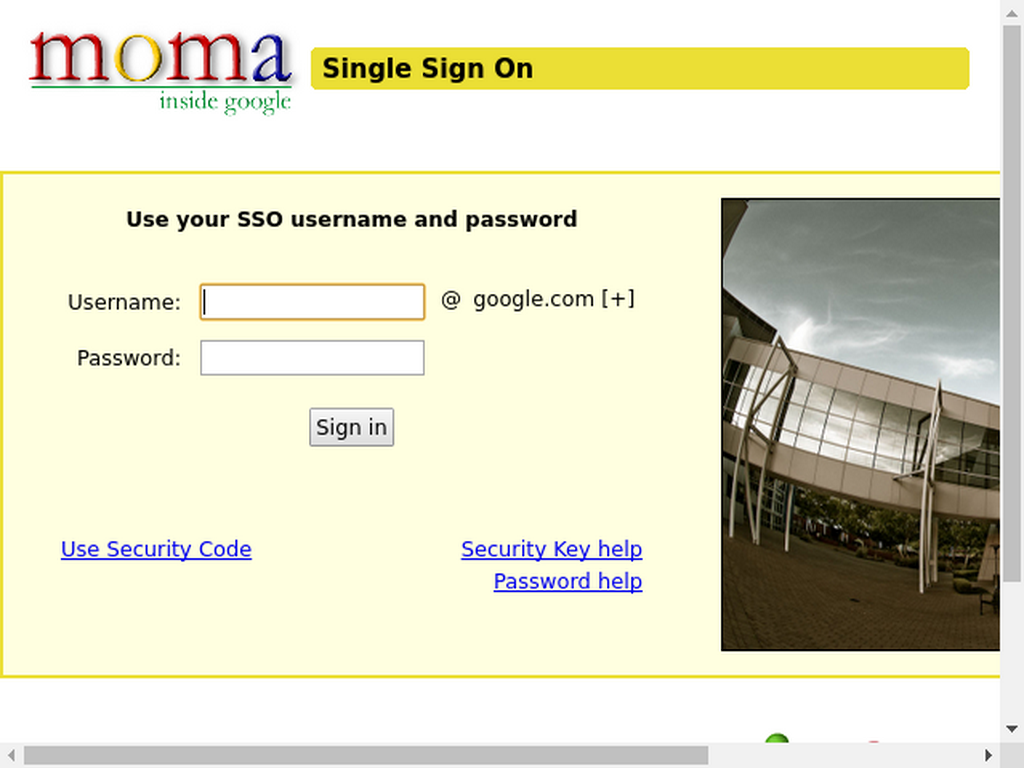 moma
inside google
Single Sign On
Use your SSO username and password
Username: @ google.com [+]
Password:
Sign in
Use Security Code
Security Key help
Password help